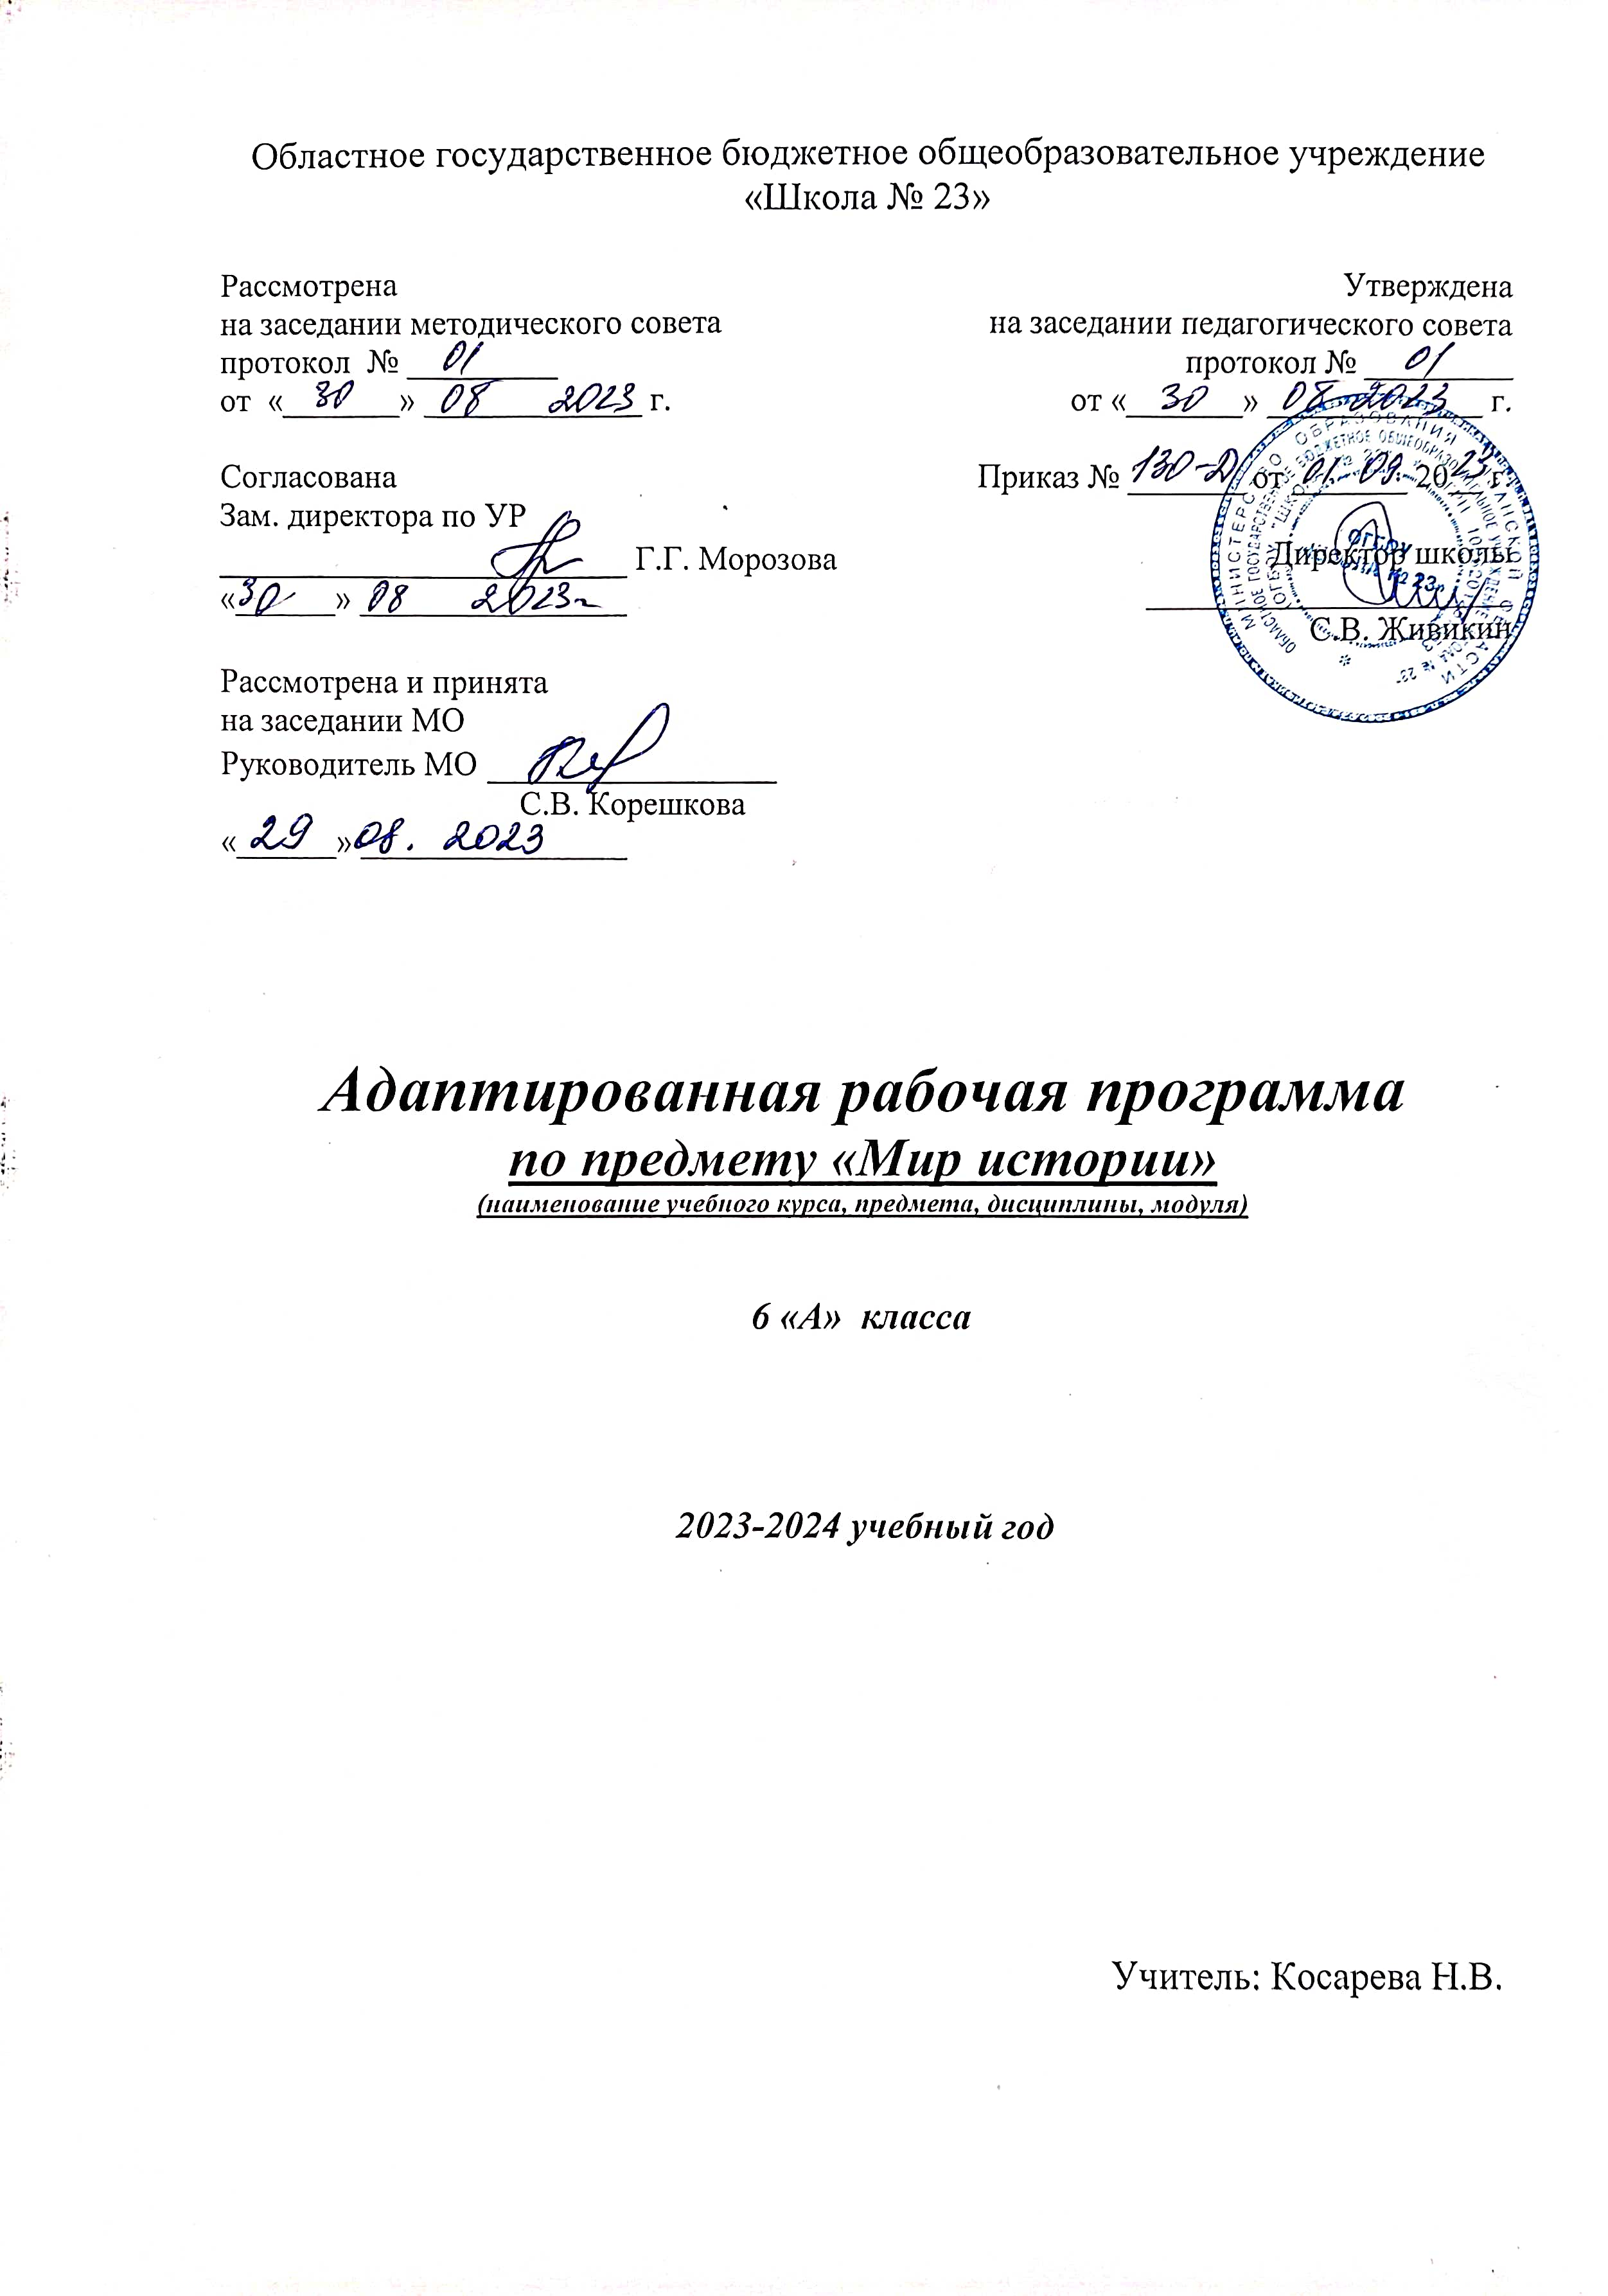 Областное государственное бюджетное общеобразовательное учреждение
«Школа № 23»
Рассмотрена
на заседании методического совета
протокол № 01
от «30» 08 2023 г.
Утверждена
на заседании педагогического совета
протокол № 01
от «30» 08 2023 г.
Приказ № 130-Д от 01.09. 2023 г.
Директор школы
С.В. Живикин
Согласована
Зам. директора по УР
Г.Г. Морозова
«30» 08 2023г
Рассмотрена и принята
на заседании МО
Руководитель МО
С.В. Корешкова
«29» 08. 2023
Адаптированная рабочая программа
по предмету «Мир истории»
(наименование учебного курса, предмета, дисциплины, модуля)
6 «А» класса
2023-2024 учебный год
Учитель: Косарева Н.В.